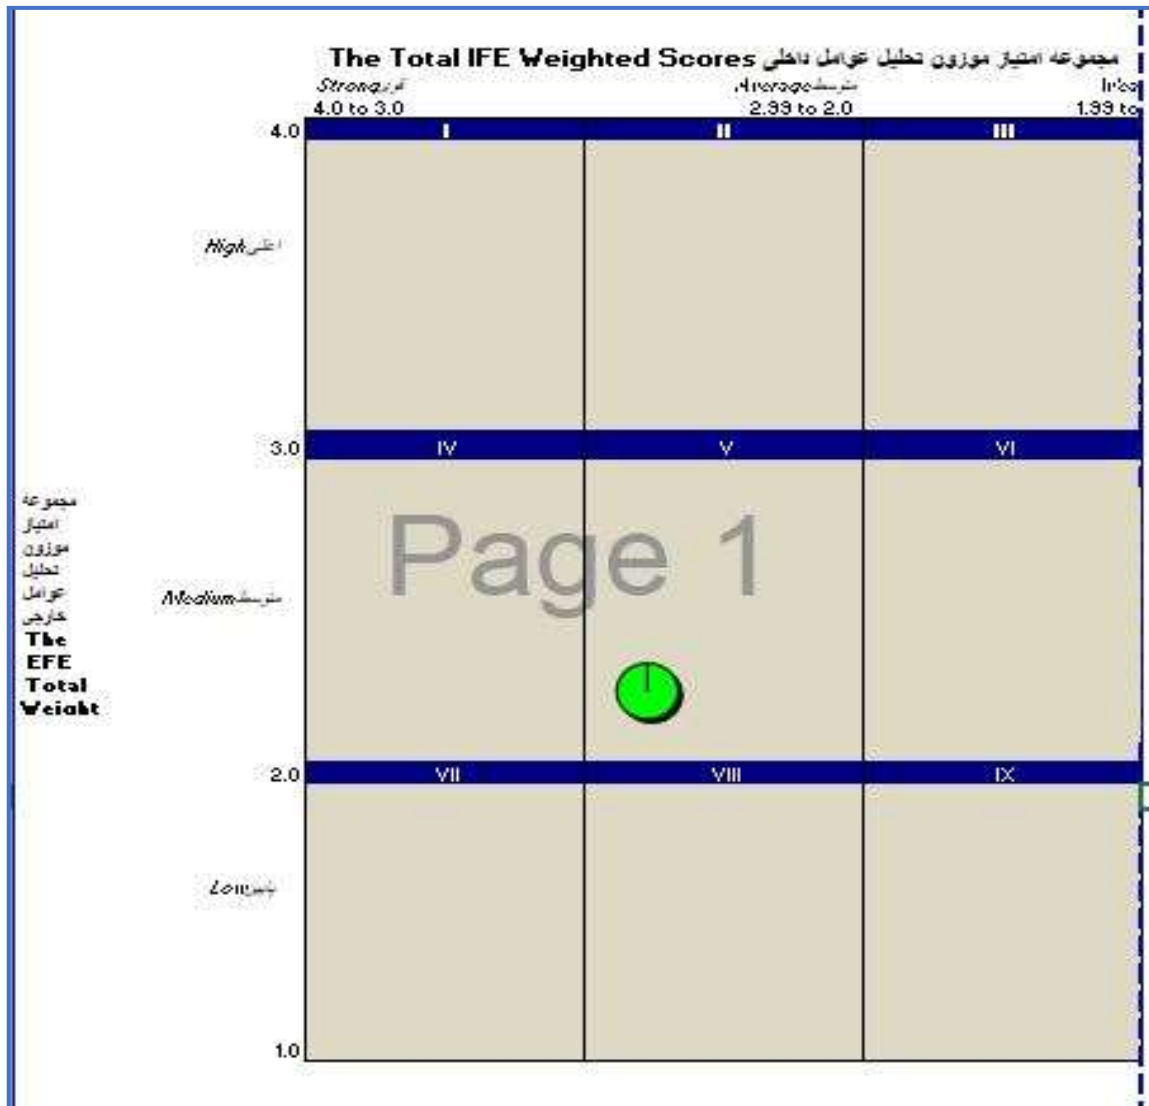 The Total IFE Weighted Scores مجموعه امتیاز موزون تحلیل عوامل داخلی
Strong قوی Average متوسط
4.0 to 3.0 2.99 to 2.0 1.99 to
4.0 I II III
High اعلی
3.0 IV V VI
Page 1
مجموعه
امتیاز
موزون
تحلیل
عوامل
خارجی
Medium متوسط
The
EFE
Total
Weight
2.0 VII VIII IX
Low پایین
1.0